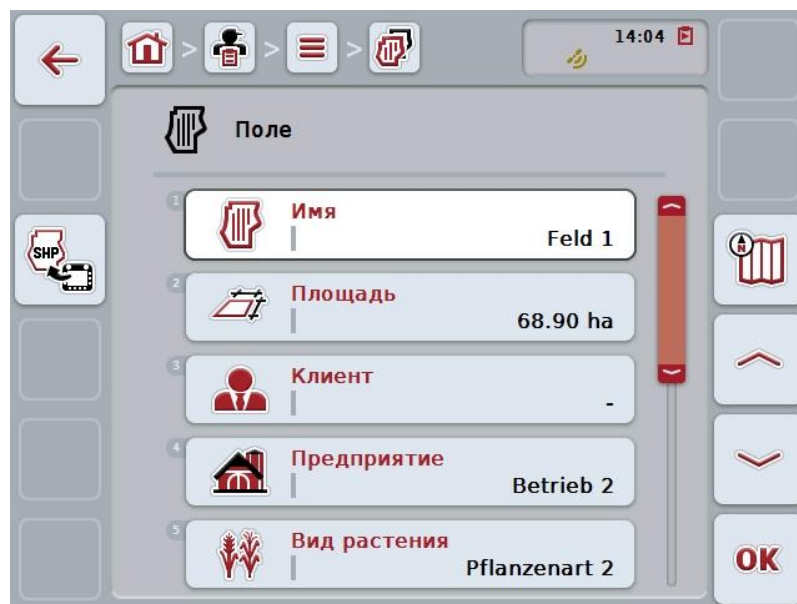 14:04
Поле
1
Имя
Feld 1
SHP
N
2
Площадь
68.90 ha
3
Клиент
-
4
Предприятие
Betrieb 2
5
Вид растения
Pflanzenart 2
OK